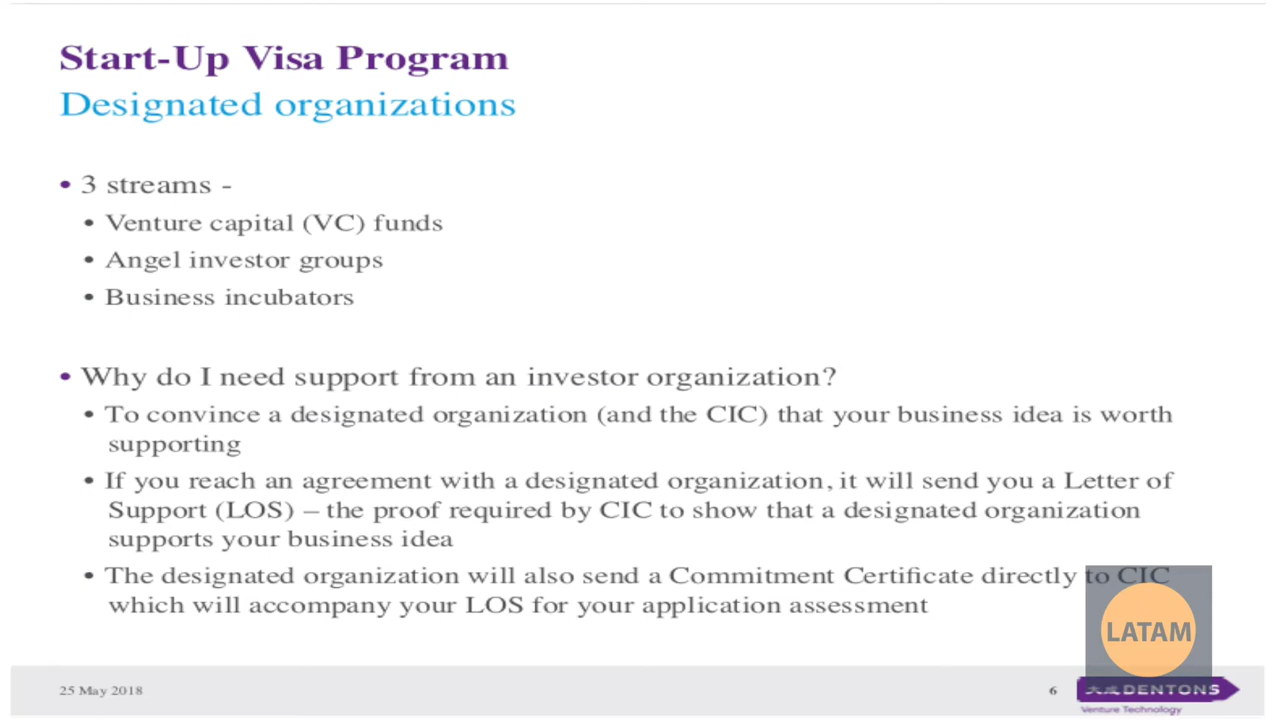 Start-Up Visa Program
Designated organizations
• 3 streams -
• Venture capital (VC) funds
• Angel investor groups
• Business incubators
• Why do I need support from an investor organization?
• To convince a designated organization (and the CIC) that your business idea is worth
supporting
• If you reach an agreement with a designated organization, it will send you a Letter of
Support (LOS) – the proof required by CIC to show that a designated organization
supports your business idea
• The designated organization will also send a Commitment Certificate directly to CIC
which will accompany your LOS for your application assessment
LATAM
25 May 2018
6
大成 DENTONS
Venture Technology